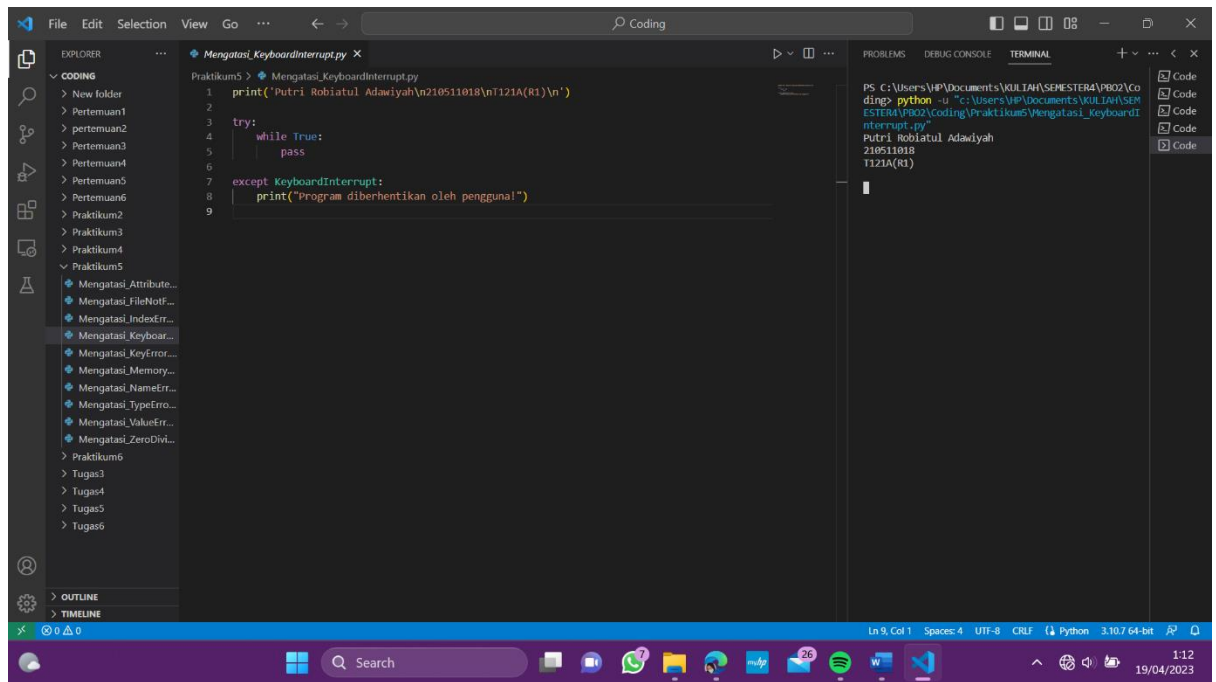 File Edit Selection View Go ··· Coding
EXPLORER ···
CODING
New folder
Pertemuan1
pertemuan2
Pertemuan3
Pertemuan4
Pertemuan5
Pertemuan6
Praktikum2
Praktikum3
Praktikum4
Praktikum5
Mengatasi_Attribute...
Mengatasi_FileNotF...
Mengatasi_IndexErr...
Mengatasi_Keyboar...
Mengatasi_KeyError....
Mengatasi_Memory...
Mengatasi_NameErr...
Mengatasi_TypeErro...
Mengatasi_ValueErr...
Mengatasi_ZeroDivi...
Praktikum6
Tugas3
Tugas4
Tugas5
Tugas6
OUTLINE
TIMELINE
Mengatasi_KeyboardInterrupt.py
Praktikum5 > Mengatasi_KeyboardInterrupt.py
1 print('Putri Robiatul Adawiyah\n210511018\nT121A(R1)\n')
2
3 try:
4 while True:
5 pass
6
7 except KeyboardInterrupt:
8 print("Program diberhentikan oleh pengguna!")
9
PROBLEMS DEBUG CONSOLE TERMINAL
PS C:\Users\HP\Documents\KULIAH\SEMESTER4\PBO2\Co
ding> python -u "c:\Users\HP\Documents\KULIAH\SEM
ESTER4\PBO2\Coding\Praktikum5\Mengatasi_KeyboardI
nterrupt.py"
Putri Robiatul Adawiyah
210511018
T121A(R1)
Code
Code
Code
Code
Code
0 0 Ln 9, Col 1 Spaces: 4 UTF-8 CRLF Python 3.10.7 64-bit
Search 7 mybp 26 1:12
19/04/2023